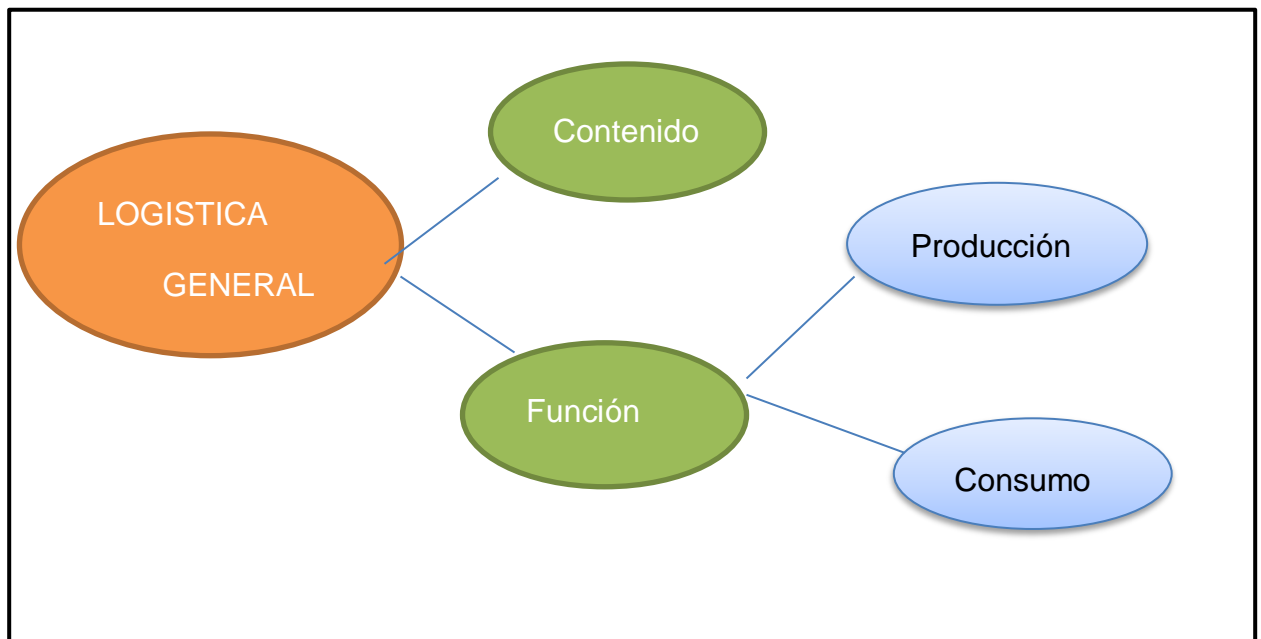 LOGISTICA
GENERAL
Contenido
Función
Producción
Consumo